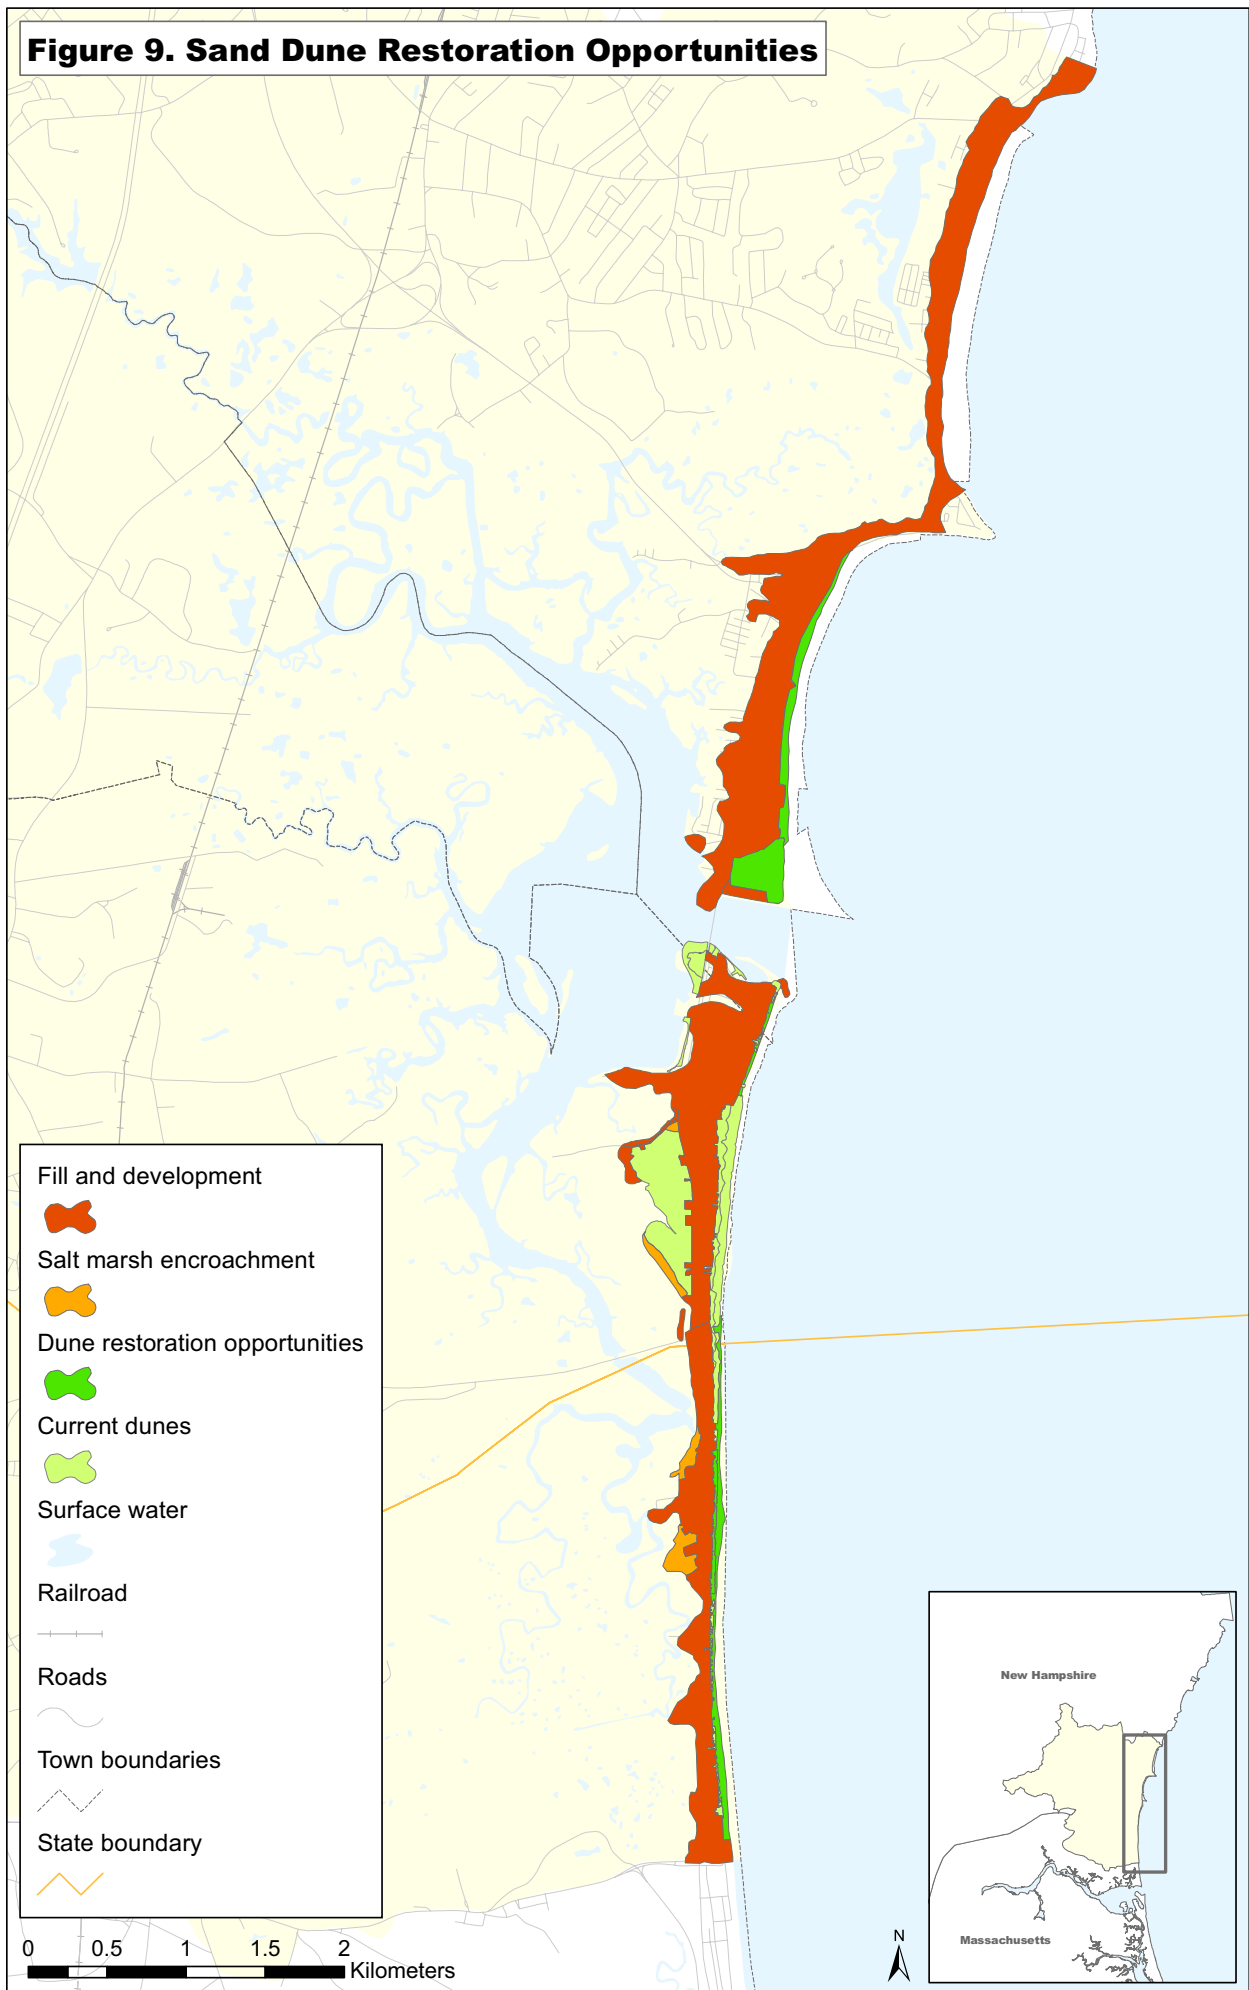 Figure 9. Sand Dune Restoration Opportunities
Fill and development
Salt marsh encroachment
Dune restoration opportunities
Current dunes
Surface water
Railroad
Roads
Town boundaries
State boundary
0 0.5 1 1.5 2
Kilometers
N
New Hampshire
Massachusetts